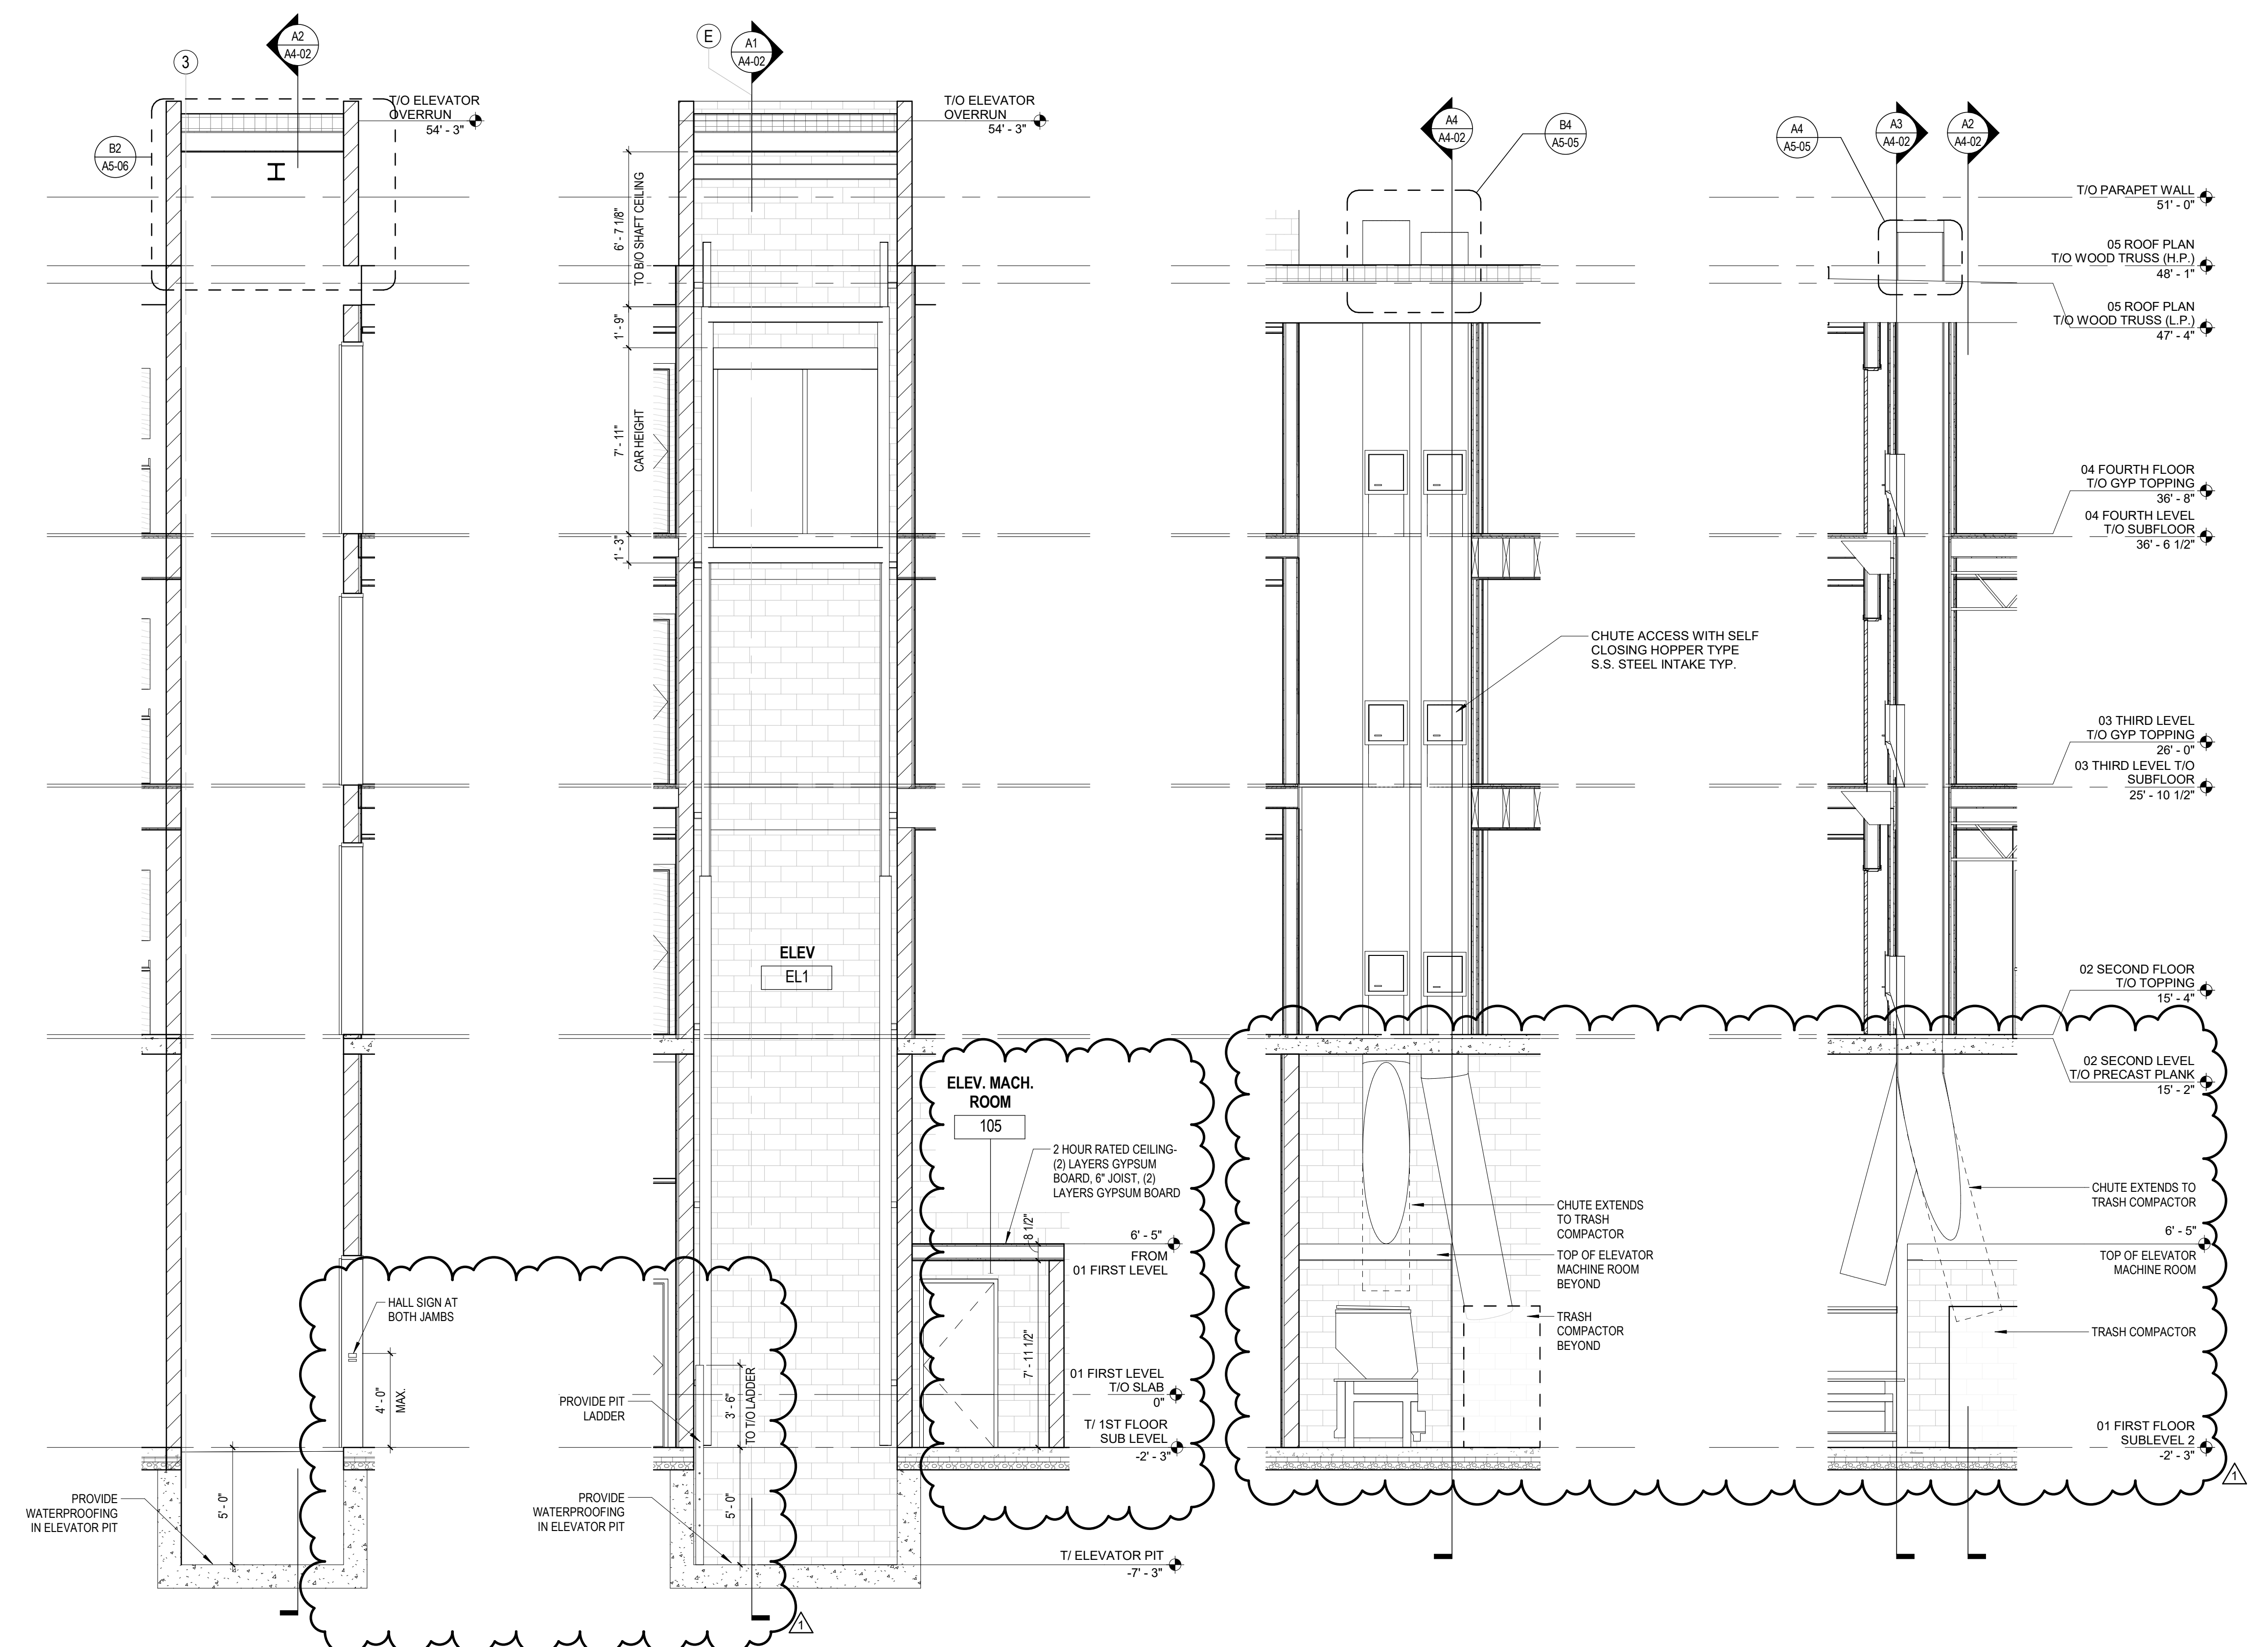 3
A2
A4-02
T/O ELEVATOR
OVERRUN
54' - 3"
B2
A5-06
HALL SIGN AT
BOTH JAMBS
4' - 0"
MAX.
5' - 0"
PROVIDE
WATERPROOFING
IN ELEVATOR PIT
E
A1
A4-02
T/O ELEVATOR
OVERRUN
54' - 3"
6' - 7 1/8"
TO B/O SHAFT CEILING
1' - 9"
7' - 11"
CAR HEIGHT
1' - 3"
ELEV
EL1
ELEV. MACH.
ROOM
105
2 HOUR RATED CEILING-
(2) LAYERS GYPSUM
BOARD, 6" JOIST, (2)
LAYERS GYPSUM BOARD
8 1/2"
6' - 5"
FROM
01 FIRST LEVEL
7' - 11 1/2"
01 FIRST LEVEL
T/O SLAB
0"
T/ 1ST FLOOR
SUB LEVEL
-2' - 3"
PROVIDE PIT
LADDER
3' - 6"
TO T/O LADDER
PROVIDE
WATERPROOFING
IN ELEVATOR PIT
5' - 0"
T/ ELEVATOR PIT
-7' - 3"
1
A4
A4-02
B4
A5-05
CHUTE ACCESS WITH SELF
CLOSING HOPPER TYPE
S.S. STEEL INTAKE TYP.
CHUTE EXTENDS
TO TRASH
COMPACTOR
TOP OF ELEVATOR
MACHINE ROOM
BEYOND
TRASH
COMPACTOR
BEYOND
A4
A5-05
A3
A4-02
A2
A4-02
T/O PARAPET WALL
51' - 0"
05 ROOF PLAN
T/O WOOD TRUSS (H.P.)
48' - 1"
05 ROOF PLAN
T/O WOOD TRUSS (L.P.)
47' - 4"
04 FOURTH FLOOR
T/O GYP TOPPING
36' - 8"
04 FOURTH LEVEL
T/O SUBFLOOR
36' - 6 1/2"
03 THIRD LEVEL
T/O GYP TOPPING
26' - 0"
03 THIRD LEVEL T/O
SUBFLOOR
25' - 10 1/2"
02 SECOND FLOOR
T/O TOPPING
15' - 4"
02 SECOND LEVEL
T/O PRECAST PLANK
15' - 2"
CHUTE EXTENDS TO
TRASH COMPACTOR
6' - 5"
TOP OF ELEVATOR
MACHINE ROOM
TRASH COMPACTOR
01 FIRST FLOOR
SUBLEVEL 2
-2' - 3"
1